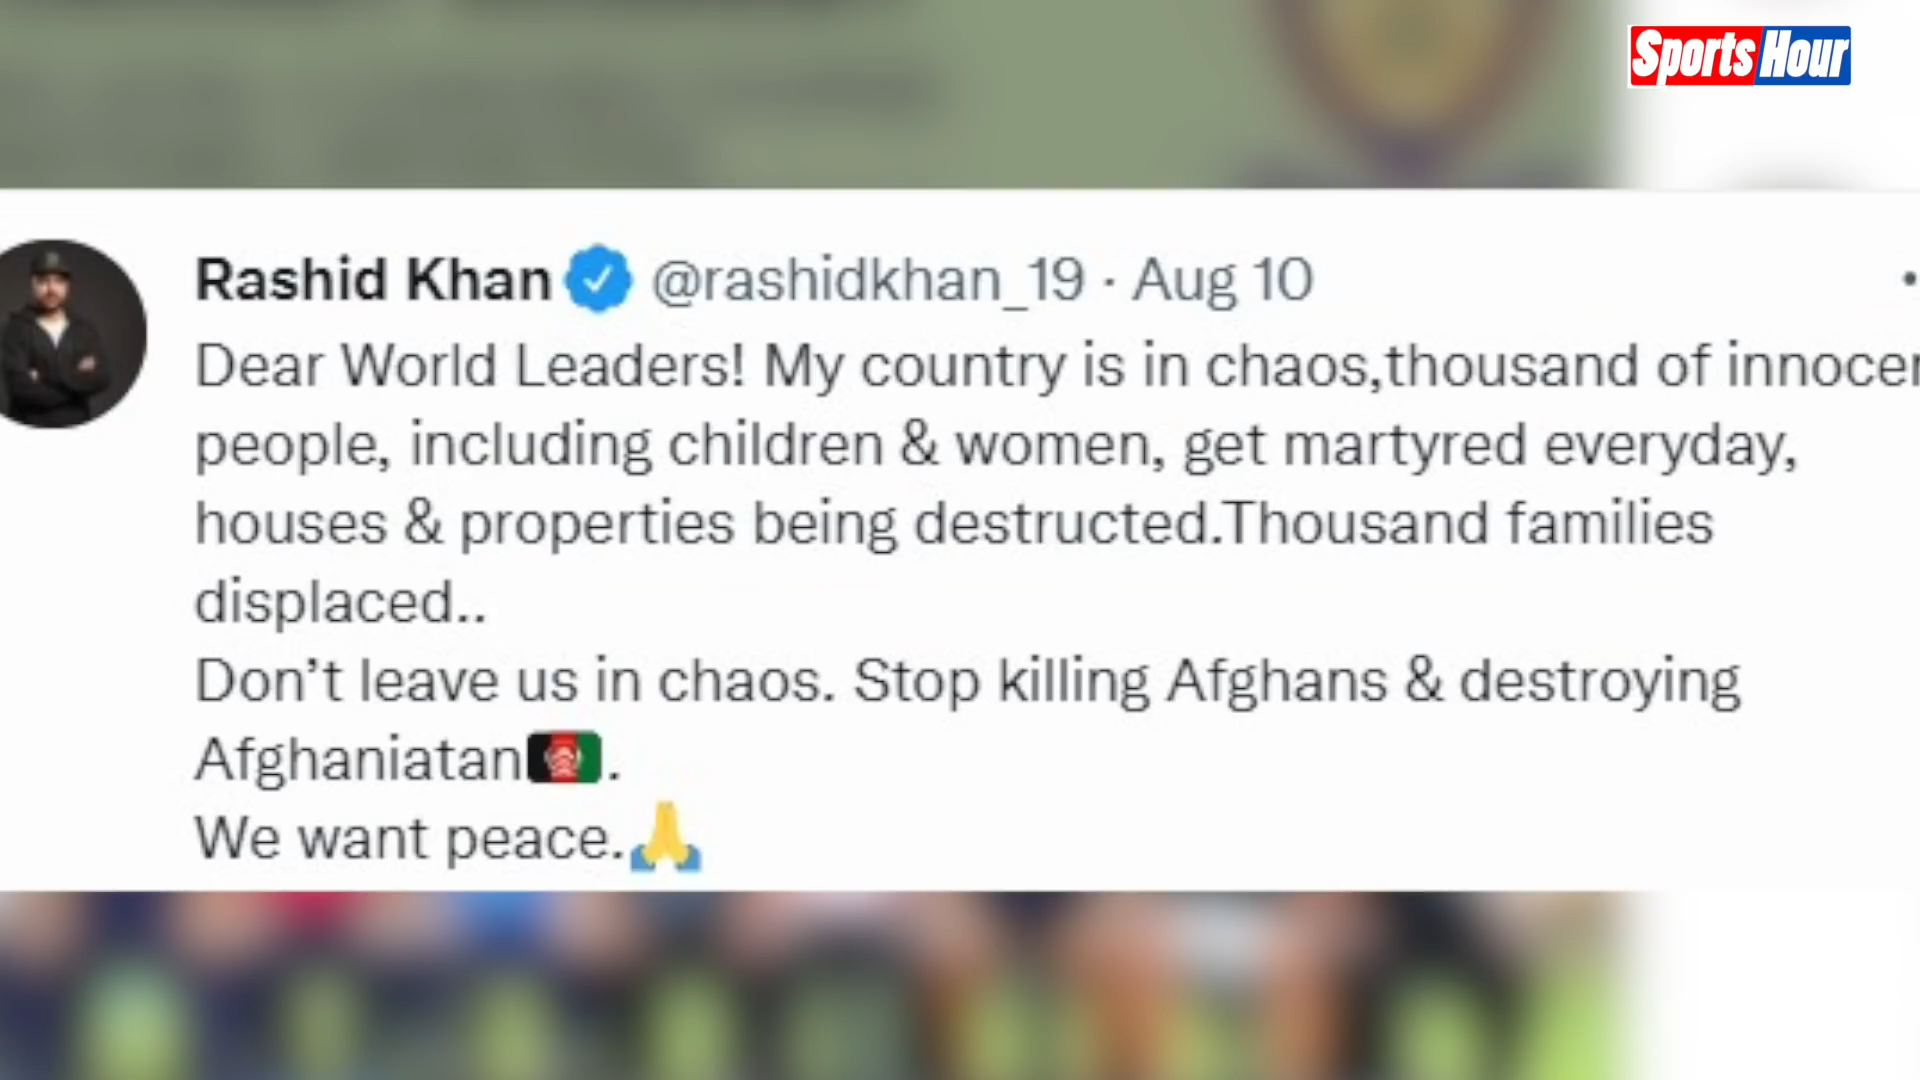 Sports Hour
Rashid Khan @rashidkhan_19 · Aug 10
Dear World Leaders! My country is in chaos,thousand of
people, including children & women, get martyred everyday,
houses & properties being destructed.Thousand families
displaced..
Don’t leave us in chaos. Stop killing Afghans & destroying
Afghaniatan🇦🇫.
We want peace.🙏